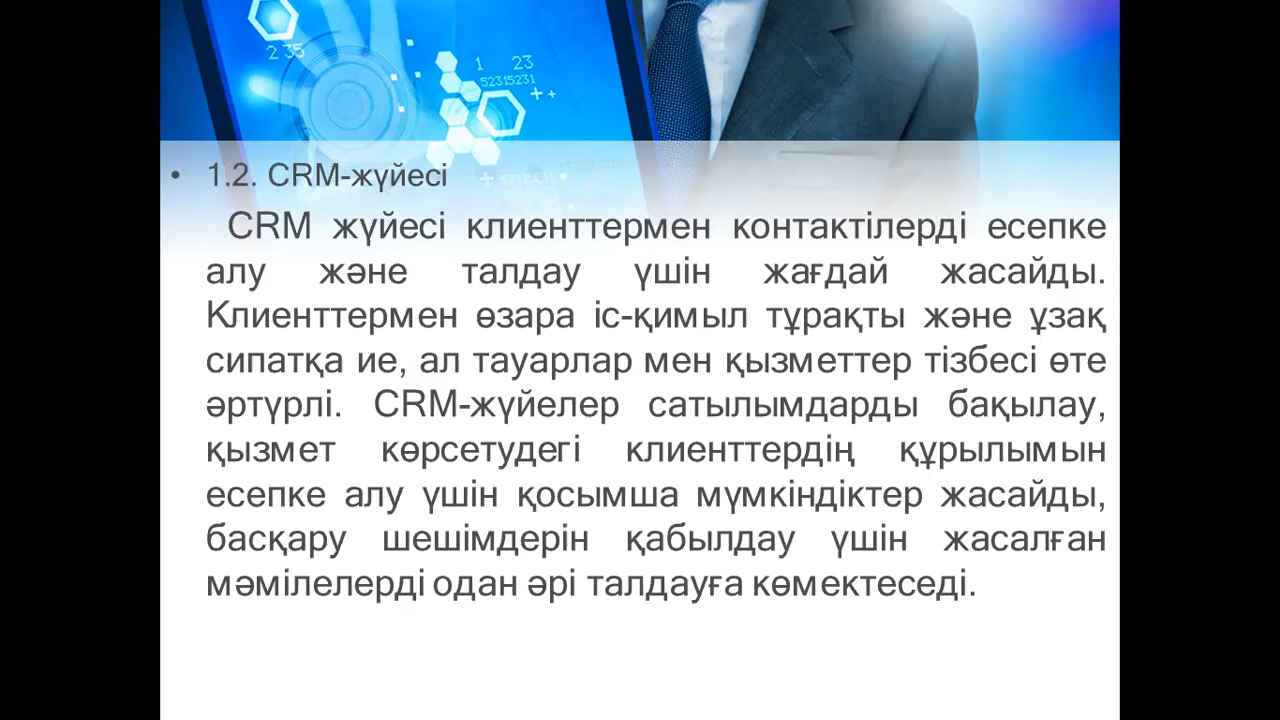 2 35
1 23
52315231
• 1.2. CRM-жүйесі
CRM жүйесі клиенттермен контактілерді есепке
алу және талдау үшін жағдай жасайды.
Клиенттермен өзара іс-қимыл тұрақты және ұзақ
сипатқа ие, ал тауарлар мен қызметтер тізбесі өте
әртүрлі. CRM-жүйелер сатылымдарды бақылау,
қызмет көрсетудегі клиенттердің құрылымын
есепке алу үшін қосымша мүмкіндіктер жасайды,
басқару шешімдерін қабылдау үшін жасалған
мәмілелерді одан әрі талдауға көмектеседі.